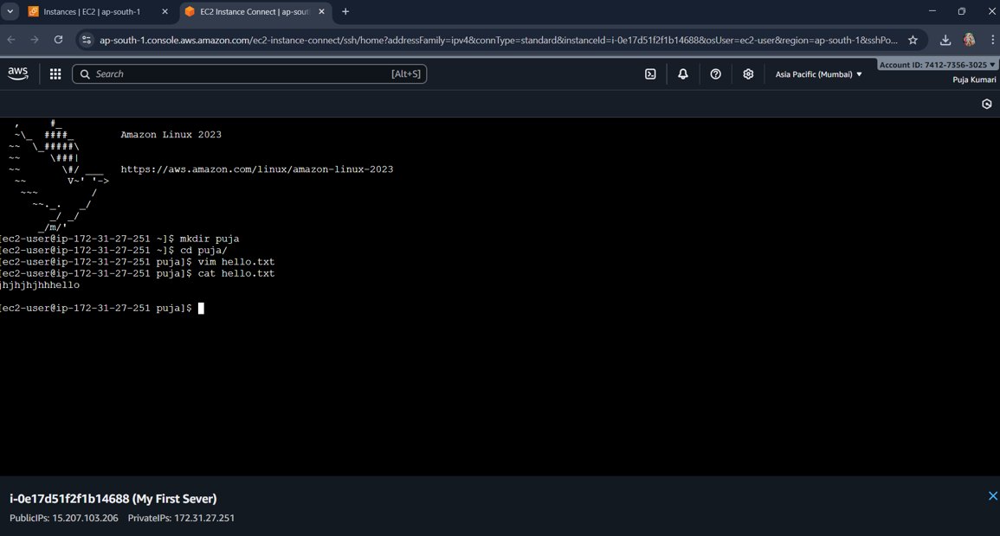 Instances | EC2 | ap-south-1
EC2 Instance Connect | ap-sout
ap-south-1.console.aws.amazon.com/ec2-instance-connect/ssh/home?addressFamily=ipv4&connType=standard&instanceId=i-0e17d51f2f1b14688&osUser=ec2-user&region=ap-south-1&sshPo...
aws
Search [Alt+S]
Asia Pacific (Mumbai) ▼
Account ID: 7412-7356-3025 ▼
Puja Kumari
   ,     #_
   ~\_  ####_        Amazon Linux 2023
  ~~  \_#####\
  ~~     \###|
  ~~       \#/ ___   https://aws.amazon.com/linux/amazon-linux-2023
   ~~       V~' '->
    ~~~         /
      ~~._.   _/
         _/ _/
       _/m/'
[ec2-user@ip-172-31-27-251 ~]$ mkdir puja
[ec2-user@ip-172-31-27-251 ~]$ cd puja/
[ec2-user@ip-172-31-27-251 puja]$ vim hello.txt
[ec2-user@ip-172-31-27-251 puja]$ cat hello.txt
jhjhjhjhhhello
[ec2-user@ip-172-31-27-251 puja]$
i-0e17d51f2f1b14688 (My First Sever)
PublicIPs: 15.207.103.206 PrivateIPs: 172.31.27.251